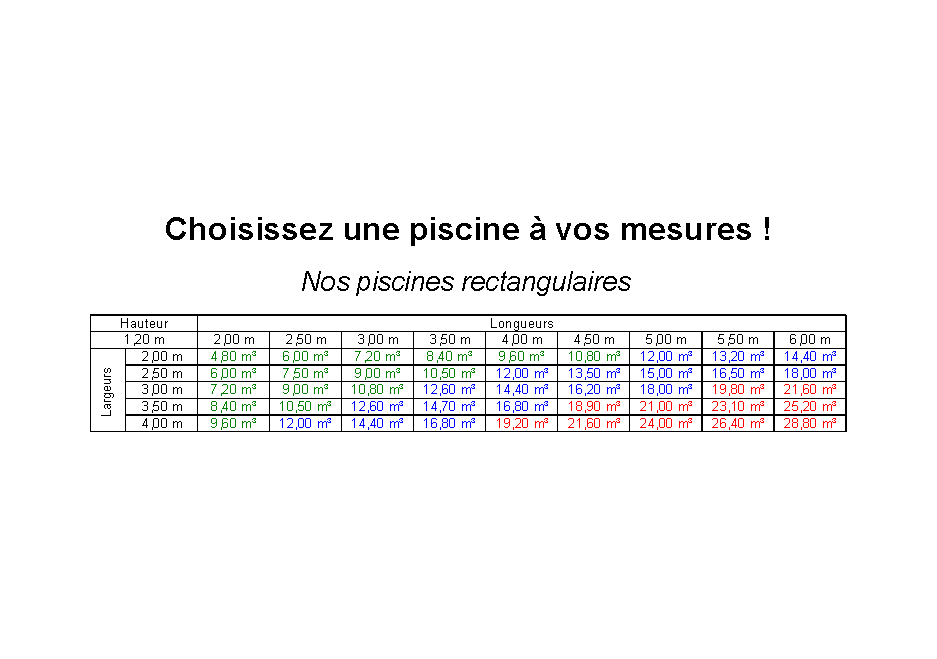 Choisissez une piscine à vos mesures !
Nos piscines rectangulaires
Hauteur Longueurs
1,20 m 2,00 m 2,50 m 3,00 m 3,50 m 4,00 m 4,50 m 5,00 m 5,50 m 6,00 m
Largeurs
2,00 m 4,80 m³ 6,00 m³ 7,20 m³ 8,40 m³ 9,60 m³ 10,80 m³ 12,00 m³ 13,20 m³ 14,40 m³
2,50 m 6,00 m³ 7,50 m³ 9,00 m³ 10,50 m³ 12,00 m³ 13,50 m³ 15,00 m³ 16,50 m³ 18,00 m³
3,00 m 7,20 m³ 9,00 m³ 10,80 m³ 12,60 m³ 14,40 m³ 16,20 m³ 18,00 m³ 19,80 m³ 21,60 m³
3,50 m 8,40 m³ 10,50 m³ 12,60 m³ 14,70 m³ 16,80 m³ 18,90 m³ 21,00 m³ 23,10 m³ 25,20 m³
4,00 m 9,60 m³ 12,00 m³ 14,40 m³ 16,80 m³ 19,20 m³ 21,60 m³ 24,00 m³ 26,40 m³ 28,80 m³